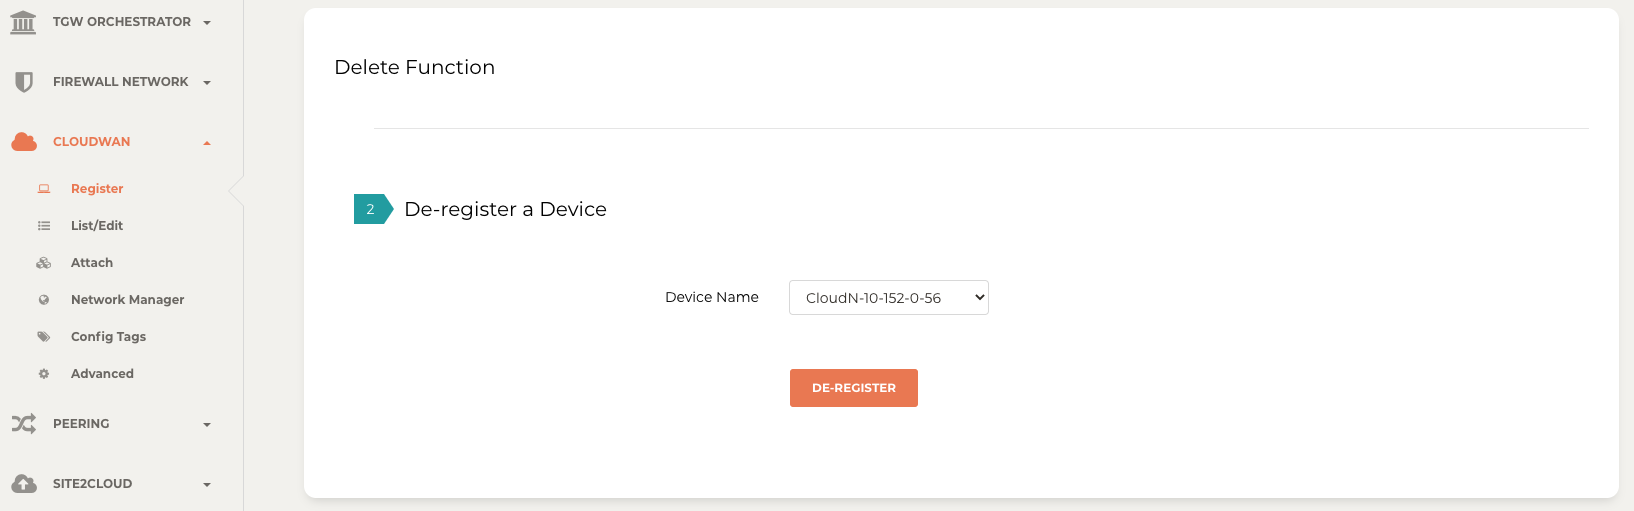 TGW ORCHESTRATOR
FIREWALL NETWORK
CLOUDWAN
Register
List/Edit
Attach
Network Manager
Config Tags
Advanced
PEERING
SITE2CLOUD
Delete Function
2 De-register a Device
Device Name CloudN-10-152-0-56
DE-REGISTER